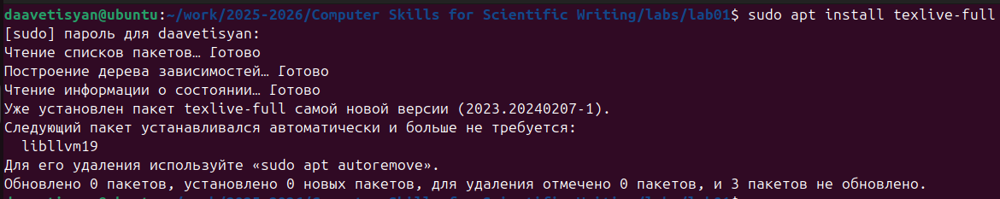 daavetisyan@ubuntu:~/work/2025-2026/Computer Skills for Scientific Writing/labs/lab01$ sudo apt install texlive-full
[sudo] пароль для daavetisyan:
Чтение списков пакетов… Готово
Построение дерева зависимостей… Готово
Чтение информации о состоянии… Готово
Уже установлен пакет texlive-full самой новой версии (2023.20240207-1).
Следующий пакет устанавливался автоматически и больше не требуется:
  libllvm19
Для его удаления используйте «sudo apt autoremove».
Обновлено 0 пакетов, установлено 0 новых пакетов, для удаления отмечено 0 пакетов, и 3 пакетов не обновлено.